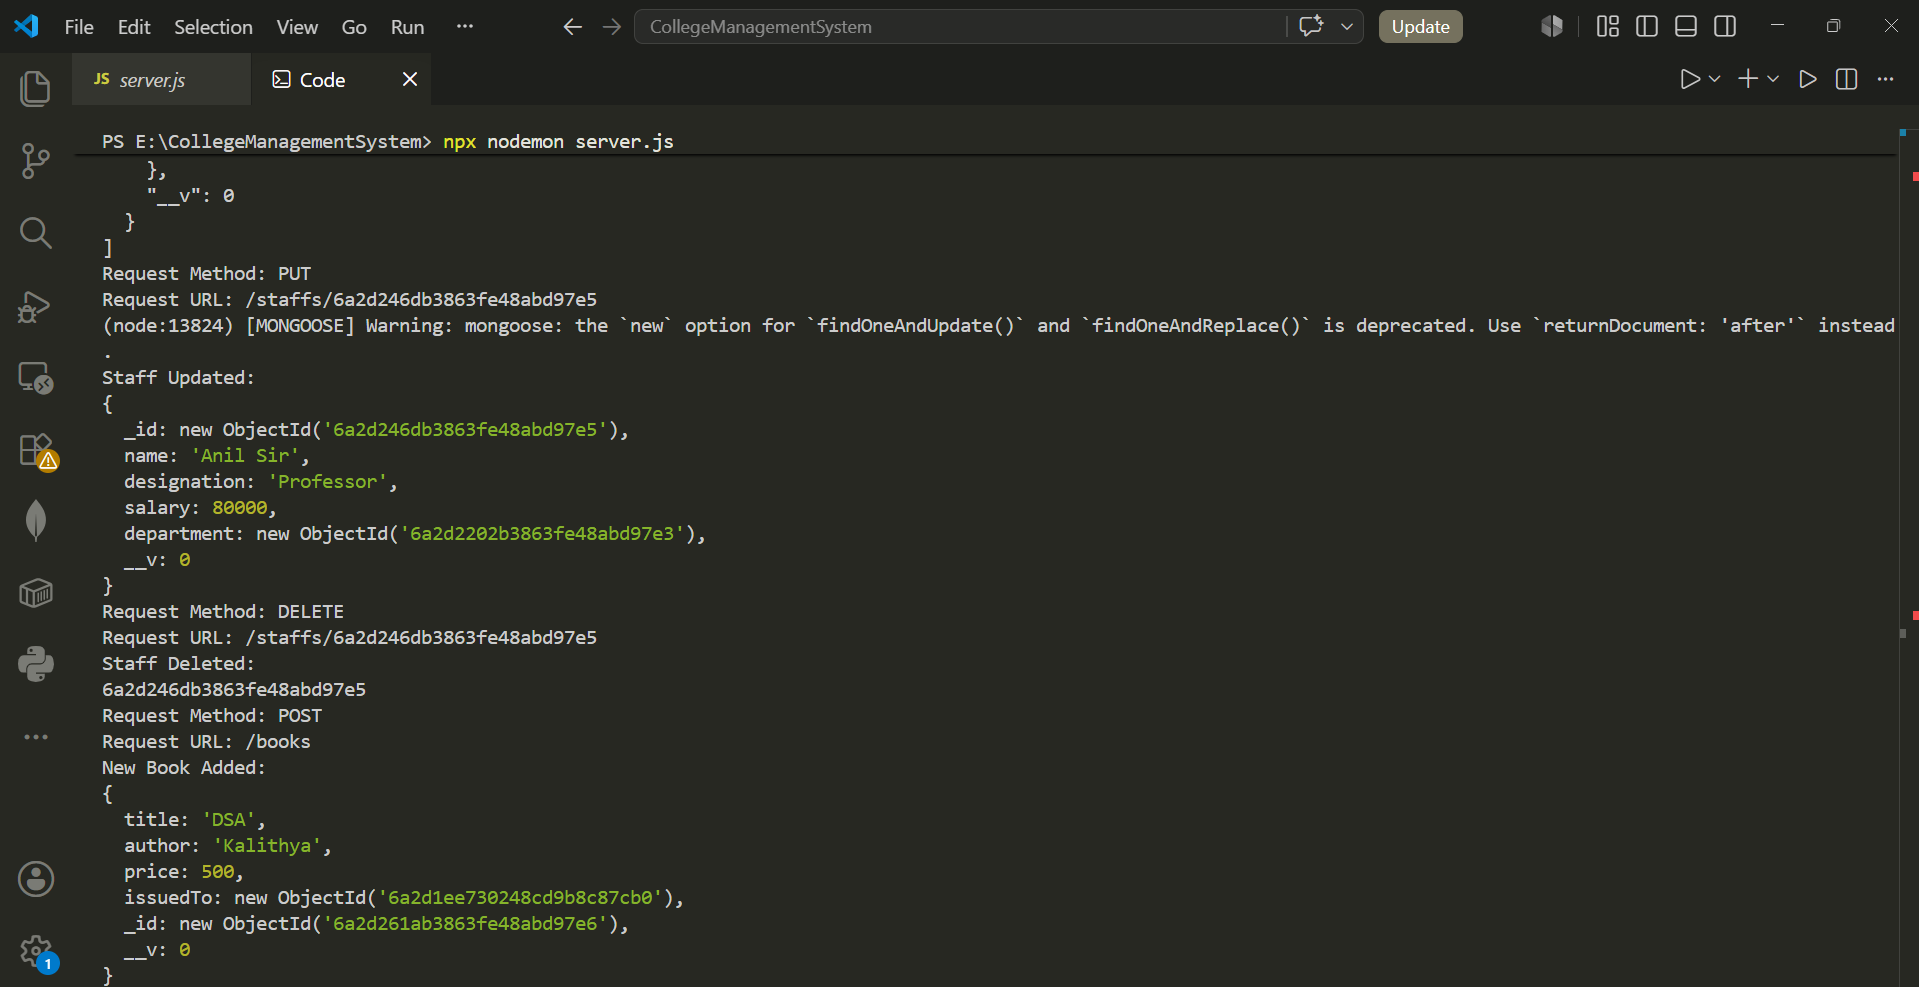 File Edit Selection View Go Run ···
CollegeManagementSystem
Update
JS server.js
Code
PS E:\CollegeManagementSystem> npx nodemon server.js
    },
    "__v": 0
  }
]
Request Method: PUT
Request URL: /staffs/6a2d246db3863fe48abd97e5
(node:13824) [MONGOOSE] Warning: mongoose: the `new` option for `findOneAndUpdate()` and `findOneAndReplace()` is deprecated. Use `returnDocument: 'after'` instead
.
Staff Updated:
{
  _id: new ObjectId('6a2d246db3863fe48abd97e5'),
  name: 'Anil Sir',
  designation: 'Professor',
  salary: 80000,
  department: new ObjectId('6a2d2202b3863fe48abd97e3'),
  __v: 0
}
Request Method: DELETE
Request URL: /staffs/6a2d246db3863fe48abd97e5
Staff Deleted:
6a2d246db3863fe48abd97e5
Request Method: POST
Request URL: /books
New Book Added:
{
  title: 'DSA',
  author: 'Kalithya',
  price: 500,
  issuedTo: new ObjectId('6a2d1ee730248cd9b8c87cb0'),
  _id: new ObjectId('6a2d261ab3863fe48abd97e6'),
  __v: 0
}
1